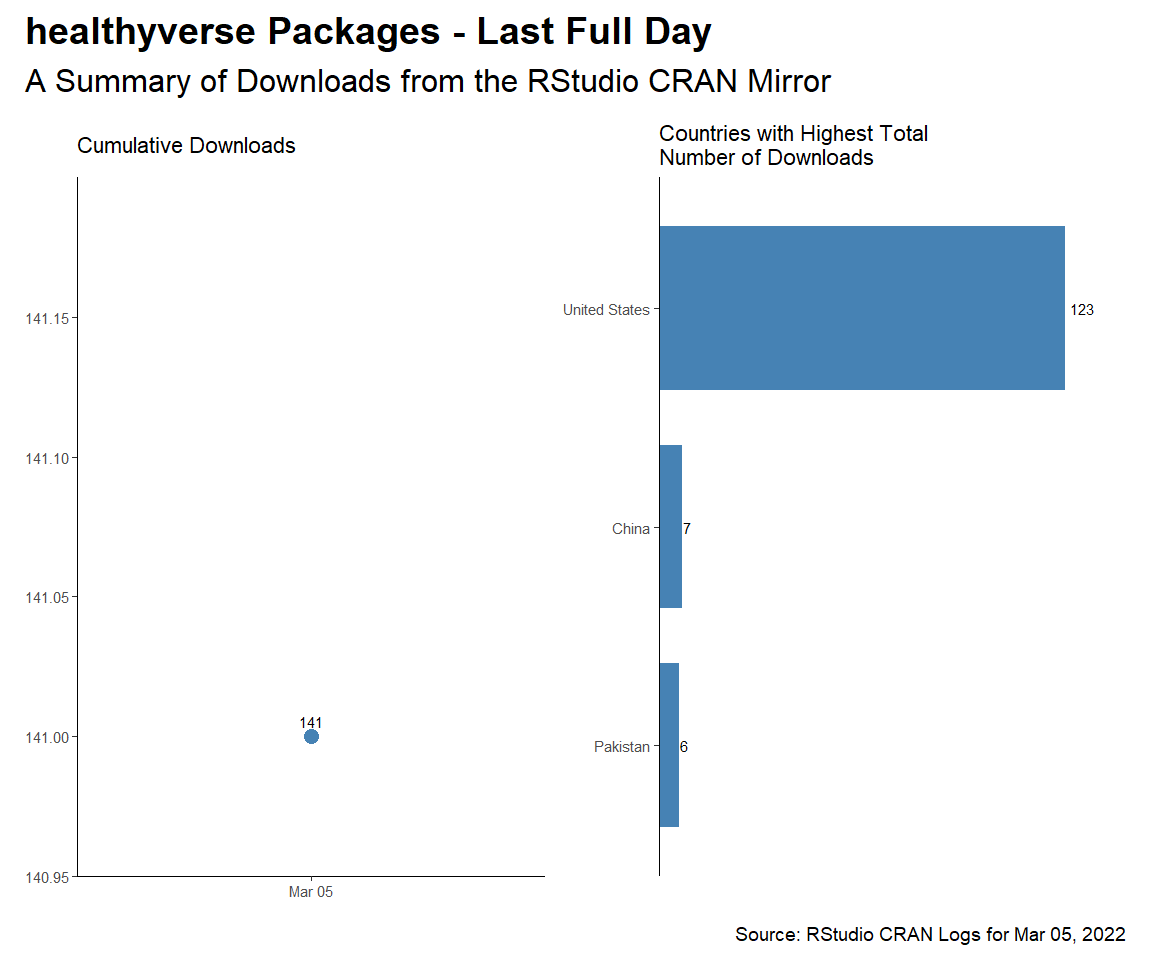 healthyverse Packages - Last Full Day
A Summary of Downloads from the RStudio CRAN Mirror
Cumulative Downloads
141.15
141.10
141.05
141.00
140.95
141
Mar 05
Countries with Highest Total
Number of Downloads
United States
123
China
7
Pakistan
6
Source: RStudio CRAN Logs for Mar 05, 2022